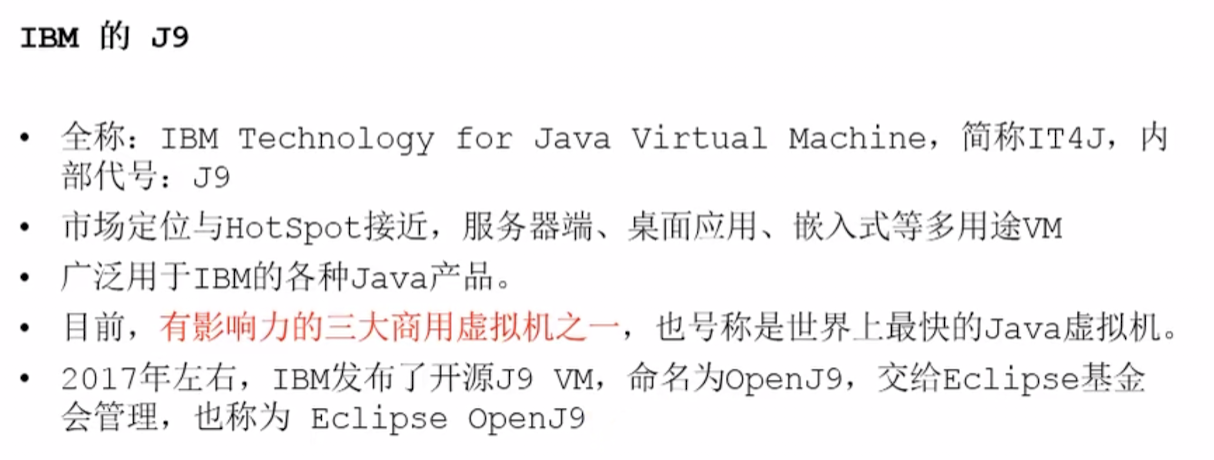 IBM 的 J9
• 全称：IBM Technology for Java Virtual Machine，简称IT4J，内
部代号：J9
• 市场定位与HotSpot接近，服务器端、桌面应用、嵌入式等多用途VM
• 广泛用于IBM的各种Java产品。
• 目前，有影响力的三大商用虚拟机之一，也号称是世界上最快的Java虚拟机。
• 2017年左右，IBM发布了开源J9 VM，命名为OpenJ9，交给Eclipse基金
会管理，也称为 Eclipse OpenJ9